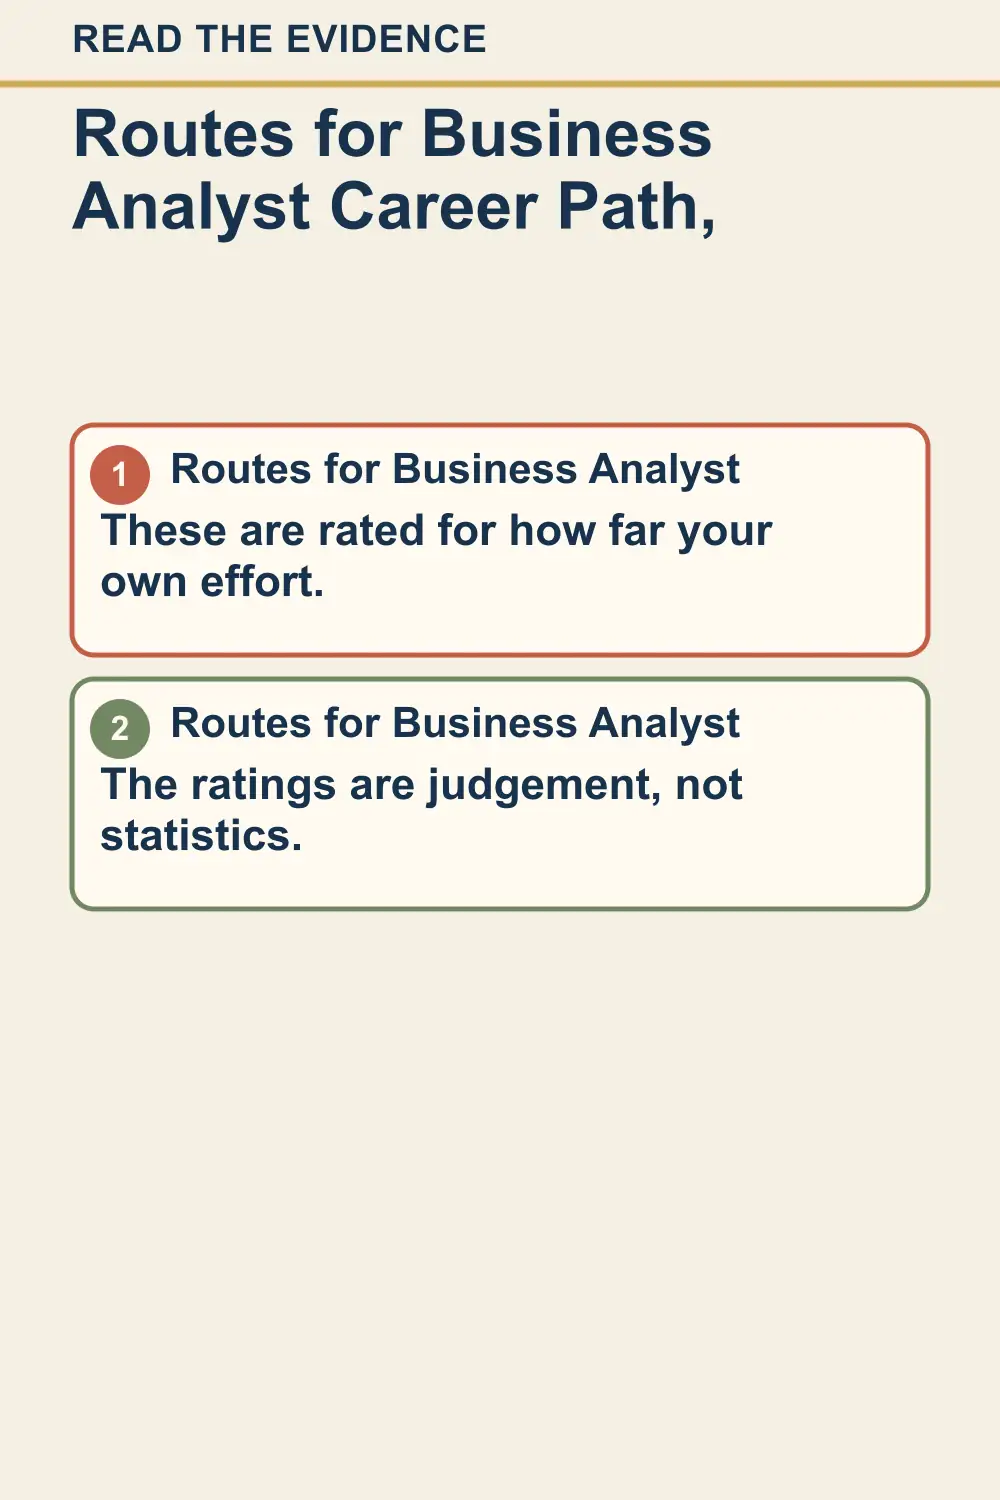 READ THE EVIDENCE
Routes for Business
Analyst Career Path,
1 Routes for Business Analyst
These are rated for how far your
own effort.
2 Routes for Business Analyst
The ratings are judgement, not
statistics.